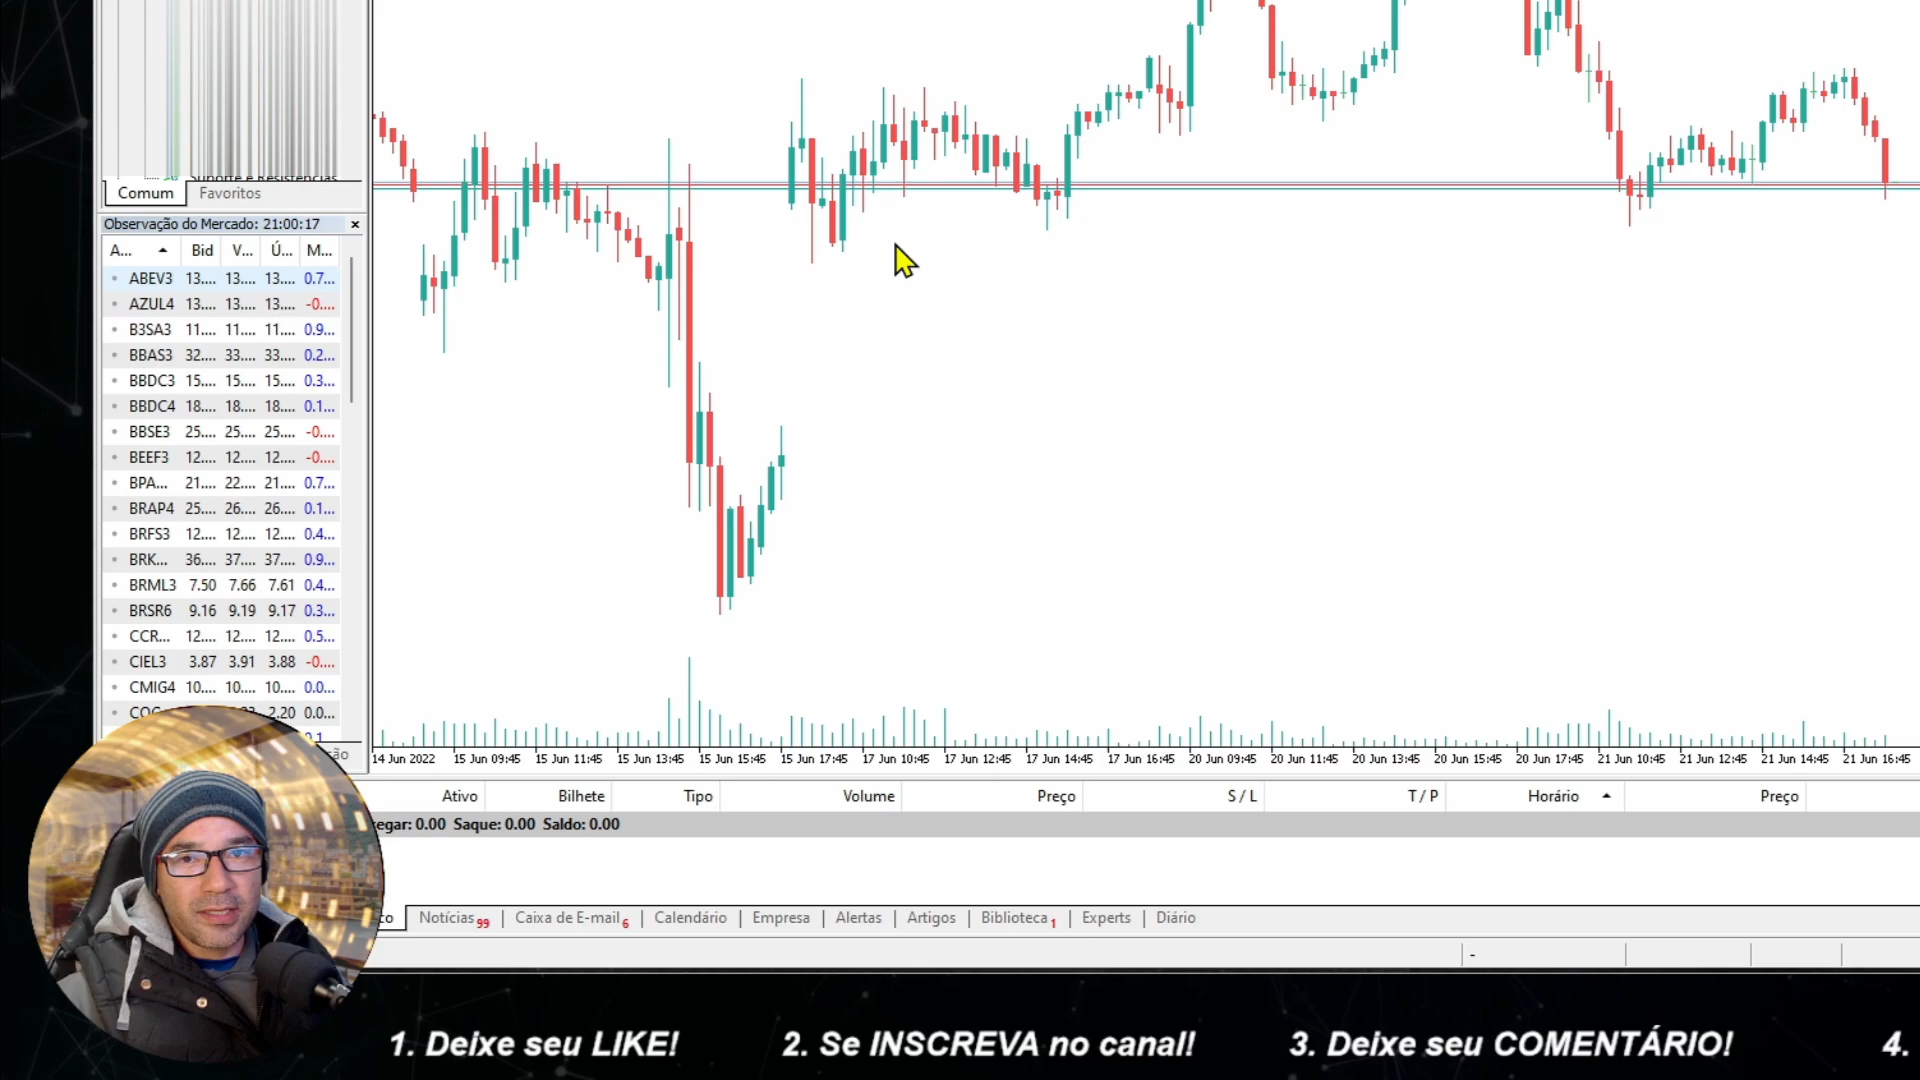 Suporte e Resistências
Comum Favoritos
Observação do Mercado: 21:00:17
A... Bid V... Ú... M...
ABEV3 13.... 13.... 13.... 0.7...
AZUL4 13.... 13.... 13.... -0....
B3SA3 11.... 11.... 11.... 0.9...
BBAS3 32.... 33.... 33.... 0.2...
BBDC3 15.... 15.... 15.... 0.3...
BBDC4 18.... 18.... 18.... 0.1...
BBSE3 25.... 25.... 25.... -0....
BEEF3 12.... 12.... 12.... -0....
BPA... 21.... 22.... 21.... 0.7...
BRAP4 25.... 26.... 26.... 0.1...
BRFS3 12.... 12.... 12.... 0.4...
BRK... 36.... 37.... 37.... 0.9...
BRML3 7.50 7.66 7.61 0.4...
BRSR6 9.16 9.19 9.17 0.3...
CCR... 12.... 12.... 12.... 0.5...
CIEL3 3.87 3.91 3.88 -0....
CMIG4 10.... 10.... 10.... 0.0...
2.20 0.0...
14 Jun 2022 15 Jun 09:45 15 Jun 11:45 15 Jun 13:45 15 Jun 15:45 15 Jun 17:45 17 Jun 10:45 17 Jun 12:45 17 Jun 14:45 17 Jun 16:45 20 Jun 09:45 20 Jun 11:45 20 Jun 13:45 20 Jun 15:45 20 Jun 17:45 21 Jun 10:45 21 Jun 12:45 21 Jun 14:45 21 Jun 16:45
Ativo Bilhete Tipo Volume Preço S / L T / P Horário Preço
egar: 0.00 Saque: 0.00 Saldo: 0.00
Notícias 99 | Caixa de E-mail 6 | Calendário | Empresa | Alertas | Artigos | Biblioteca 1 | Experts | Diário
-
1. Deixe seu LIKE! 2. Se INSCREVA no canal! 3. Deixe seu COMENTÁRIO! 4.